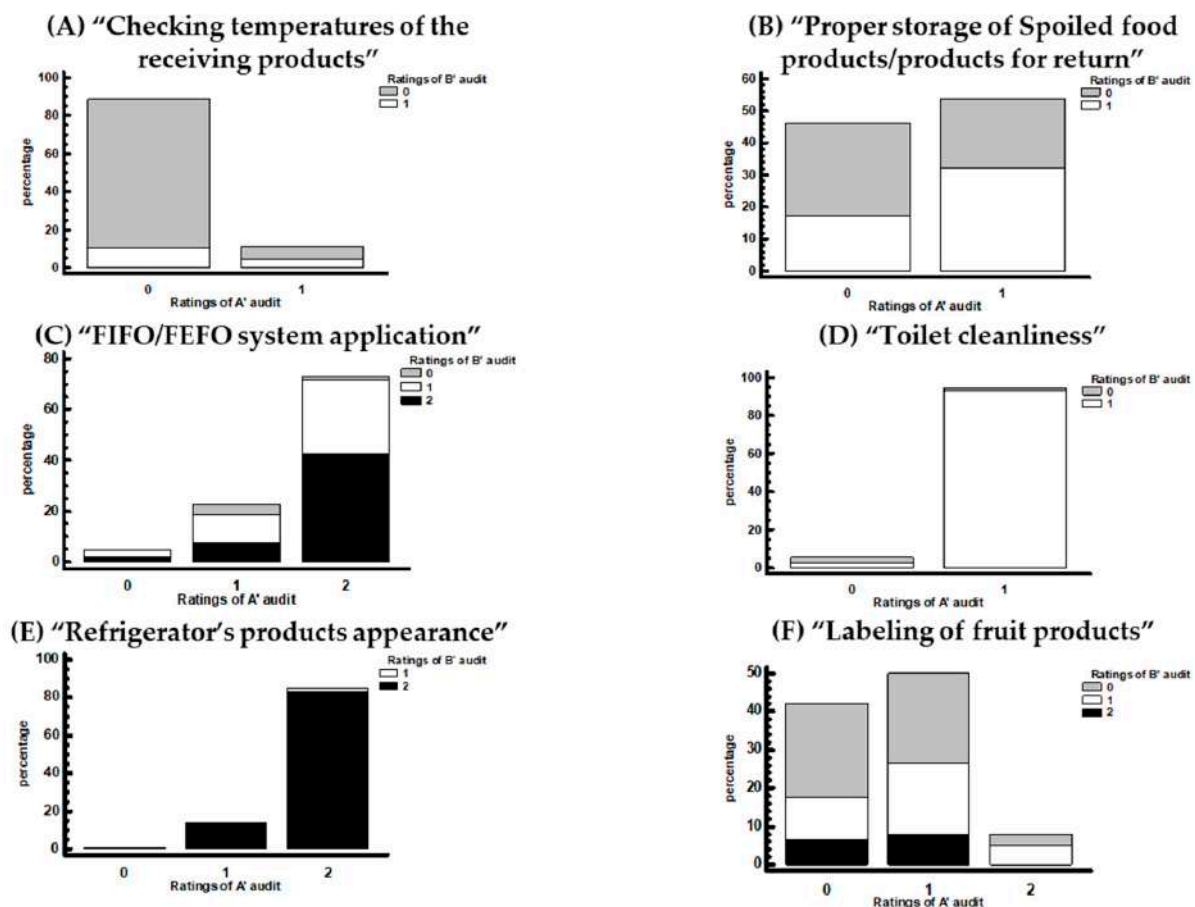 (A) “Checking temperatures of the
receiving products”
Ratings of B' audit
0
1
percentage
100
80
60
40
20
0
0 1
Ratings of A' audit
(B) “Proper storage of Spoiled food
products/products for return”
Ratings of B' audit
0
1
percentage
60
50
40
30
20
10
0
0 1
Ratings of A' audit
(C) “FIFO/FEFO system application”
Ratings of B' audit
0
1
2
percentage
80
60
40
20
0
0 1 2
Ratings of A' audit
(D) “Toilet cleanliness”
Ratings of B' audit
0
1
percentage
100
80
60
40
20
0
0 1
Ratings of A' audit
(E) “Refrigerator’s products appearance”
Ratings of B' audit
1
2
percentage
100
80
60
40
20
0
0 1 2
Ratings of A' audit
(F) “Labeling of fruit products”
Ratings of B' audit
0
1
2
percentage
50
40
30
20
10
0
0 1 2
Ratings of A' audit